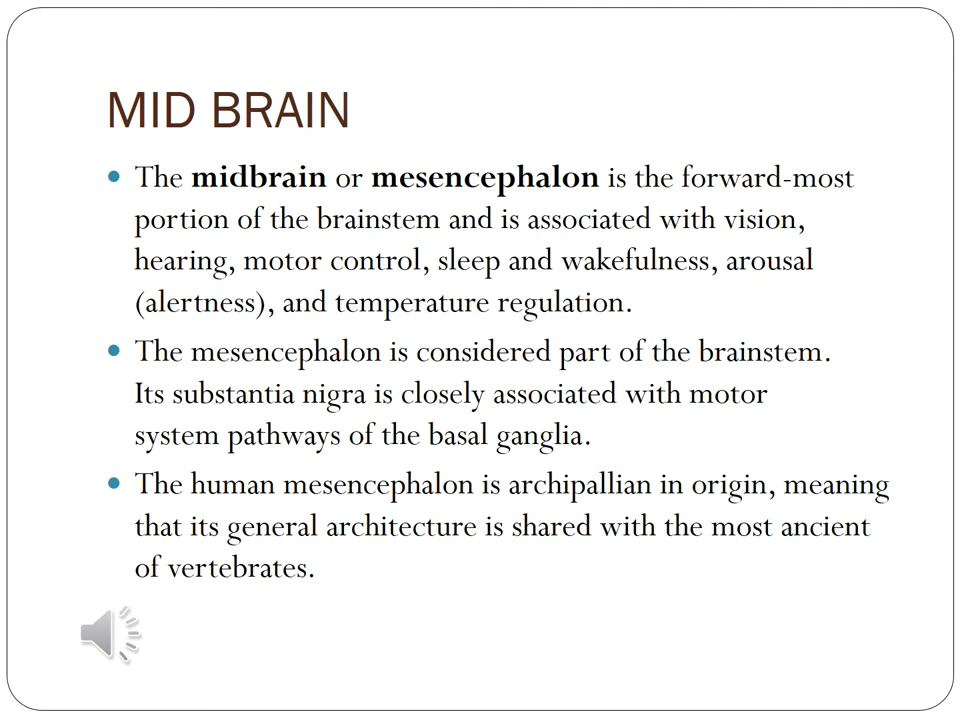 MID BRAIN
• The midbrain or mesencephalon is the forward-most
portion of the brainstem and is associated with vision,
hearing, motor control, sleep and wakefulness, arousal
(alertness), and temperature regulation.
• The mesencephalon is considered part of the brainstem.
Its substantia nigra is closely associated with motor
system pathways of the basal ganglia.
• The human mesencephalon is archipallian in origin, meaning
that its general architecture is shared with the most ancient
of vertebrates.